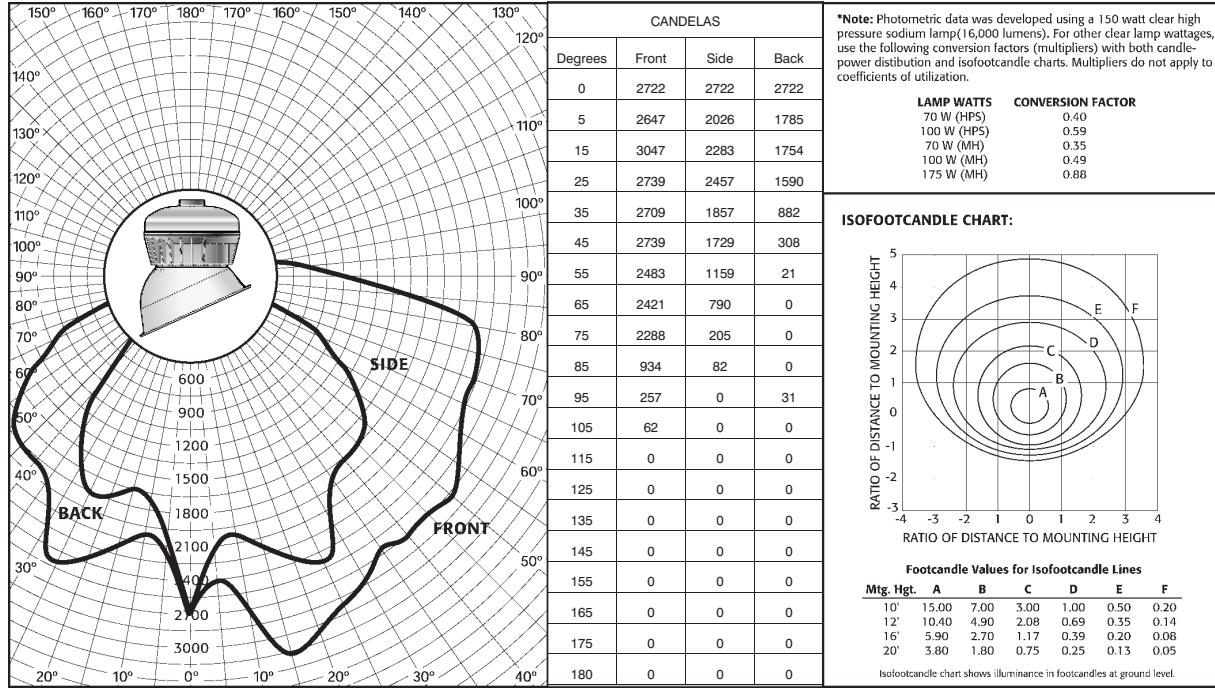 150° 160° 170° 180° 170° 160° 150° 140° 130°
120°
140°
130°
110°
120°
110°
100°
100°
90°
90°
80°
80°
70°
SIDE
60°
600
70°
900
50°
1200
40°
1500
60°
BACK
1800
FRONT
2100
50°
30°
2400
2700
3000
20° 10° 0° 10° 20° 30° 40°
CANDELAS
Degrees Front Side Back
0 2722 2722 2722
5 2647 2026 1785
15 3047 2283 1754
25 2739 2457 1590
35 2709 1857 882
45 2739 1729 308
55 2483 1159 21
65 2421 790 0
75 2288 205 0
85 934 82 0
95 257 0 31
105 62 0 0
115 0 0 0
125 0 0 0
135 0 0 0
145 0 0 0
155 0 0 0
165 0 0 0
175 0 0 0
180 0 0 0
*Note: Photometric data was developed using a 150 watt clear high
pressure sodium lamp(16,000 lumens). For other clear lamp wattages,
use the following conversion factors (multipliers) with both candle-
power distibution and isofootcandle charts. Multipliers do not apply to
coefficients of utilization.
LAMP WATTS CONVERSION FACTOR
70 W (HPS) 0.40
100 W (HPS) 0.59
70 W (MH) 0.35
100 W (MH) 0.49
175 W (MH) 0.88
ISOFOOTCANDLE CHART:
RATIO OF DISTANCE TO MOUNTING HEIGHT
5
4
3
2
1
0
-1
-2
-3
E F
D
C
B
A
-4 -3 -2 1 0 1 2 3 4
RATIO OF DISTANCE TO MOUNTING HEIGHT
Footcandle Values for Isofootcandle Lines
Mtg. Hgt. A B C D E F
10' 15.00 7.00 3.00 1.00 0.50 0.20
12' 10.40 4.90 2.08 0.69 0.35 0.14
16' 5.90 2.70 1.17 0.39 0.20 0.08
20' 3.80 1.80 0.75 0.25 0.13 0.05
Isofootcandle chart shows illuminance in footcandles at ground level.